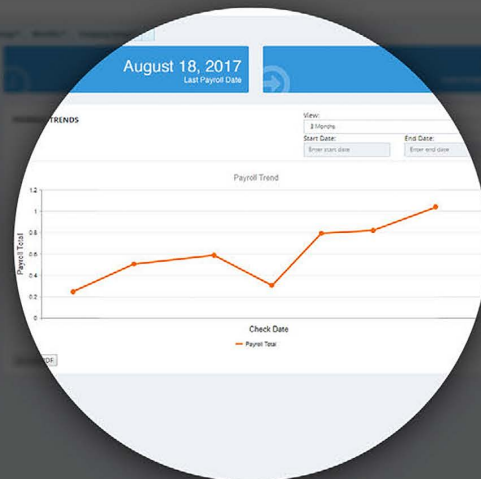 August 18, 2017
Last Payroll Date
TRENDS
View:
3 Months
Start Date:
End Date:
Enter start date
Enter end date
Payroll Trend
1.2
1
0.8
0.6
0.4
0.2
0
Payroll Total
Check Date
Payroll Total